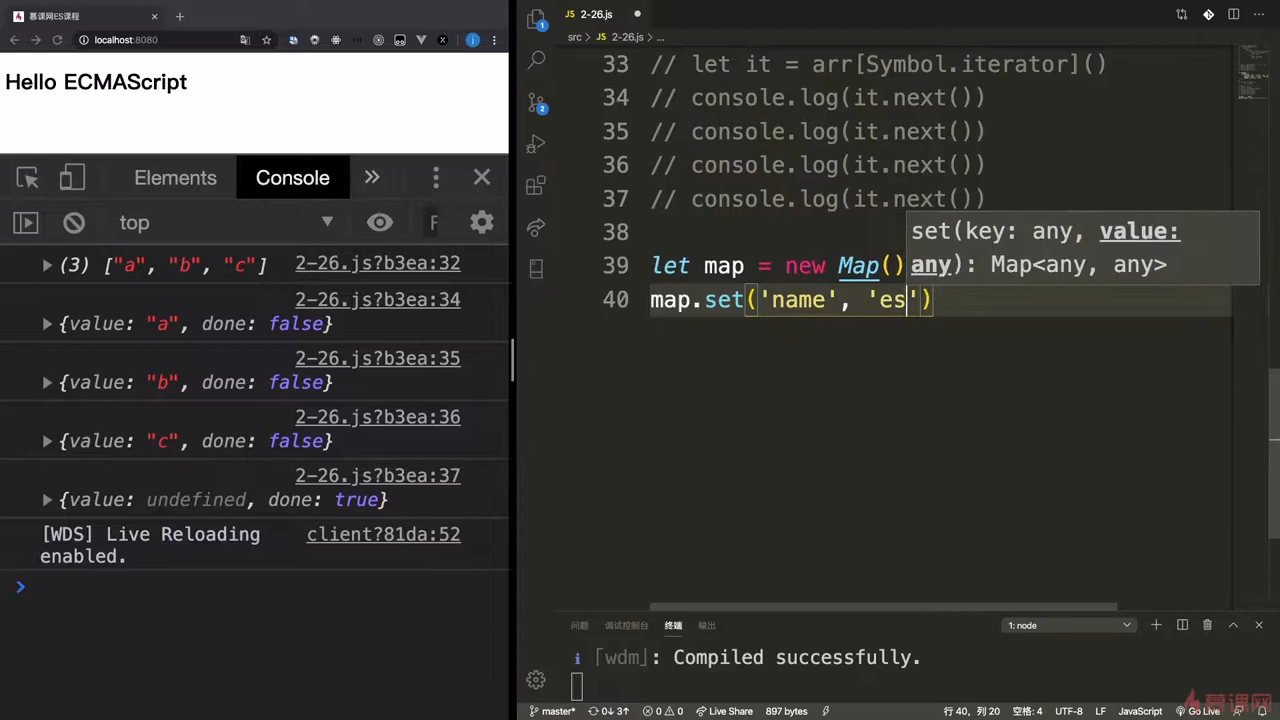 慕课网ES课程
localhost:8080
Hello ECMAScript
Elements
Console
top
F
(3) ["a", "b", "c"]
2-26.js?b3ea:32
2-26.js?b3ea:34
{value: "a", done: false}
2-26.js?b3ea:35
{value: "b", done: false}
2-26.js?b3ea:36
{value: "c", done: false}
2-26.js?b3ea:37
{value: undefined, done: true}
[WDS] Live Reloading enabled.
client?81da:52
2-26.js
src > 2-26.js > ...
33 // let it = arr[Symbol.iterator]()
34 // console.log(it.next())
35 // console.log(it.next())
36 // console.log(it.next())
37 // console.log(it.next())
38
set(key: any, value:
any): Map<any, any>
39 let map = new Map()
40 map.set('name', 'es')
问题 调试控制台 终端 输出
1: node
i ｢wdm｣: Compiled successfully.
master* 0↓ 3↑ 0 0 Live Share 897 bytes 行 40, 列 20 空格: 4 UTF-8 LF JavaScript Go Live
慕课网